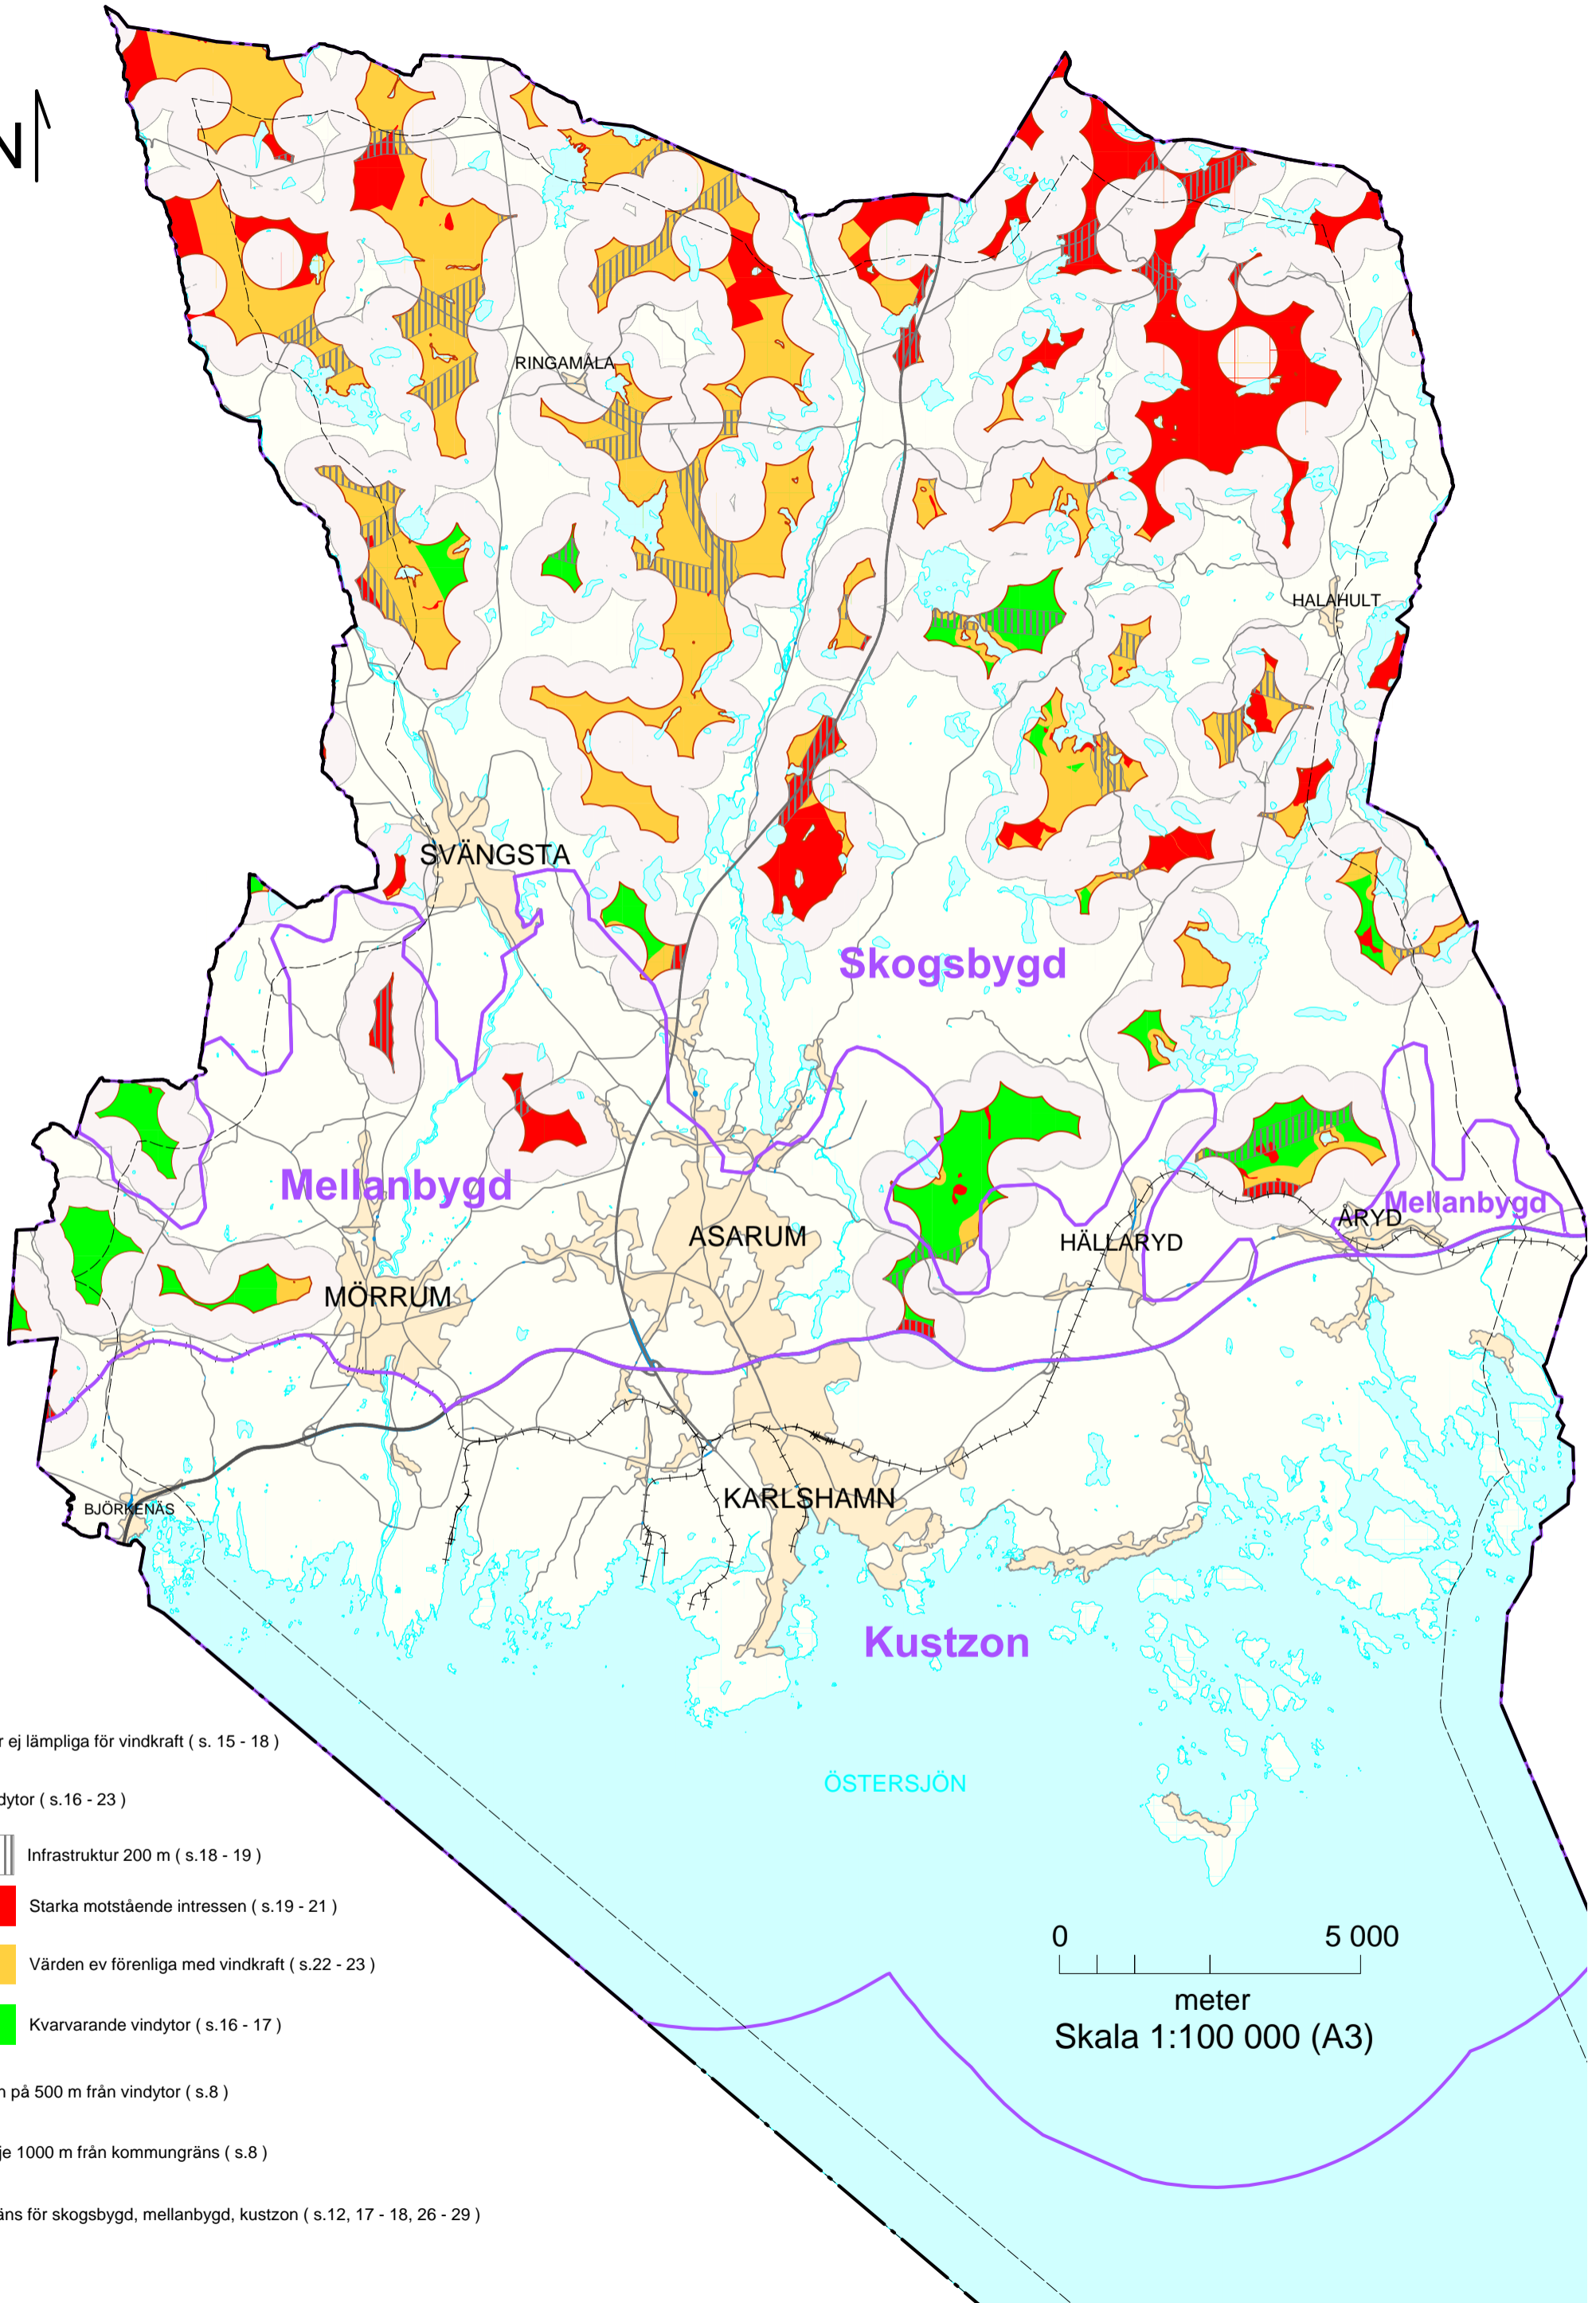 N
RINGAMÅLA
HALAHULT
SVÄNGSTA
Skogsbygd
Mellanbygd
Mellanbygd
ÅRYD
ASARUM
HÄLLARYD
MÖRRUM
KARLSHAMN
BJÖRKENÄS
Kustzon
ÖSTERSJÖN
r ej lämpliga för vindkraft ( s. 15 - 18 )
dytor ( s.16 - 23 )
Infrastruktur 200 m ( s.18 - 19 )
Starka motstående intressen ( s.19 - 21 )
Värden ev förenliga med vindkraft ( s.22 - 23 )
Kvarvarande vindytor ( s.16 - 17 )
n på 500 m från vindytor ( s.8 )
je 1000 m från kommungräns ( s.8 )
äns för skogsbygd, mellanbygd, kustzon ( s.12, 17 - 18, 26 - 29 )
0 5 000
meter
Skala 1:100 000 (A3)